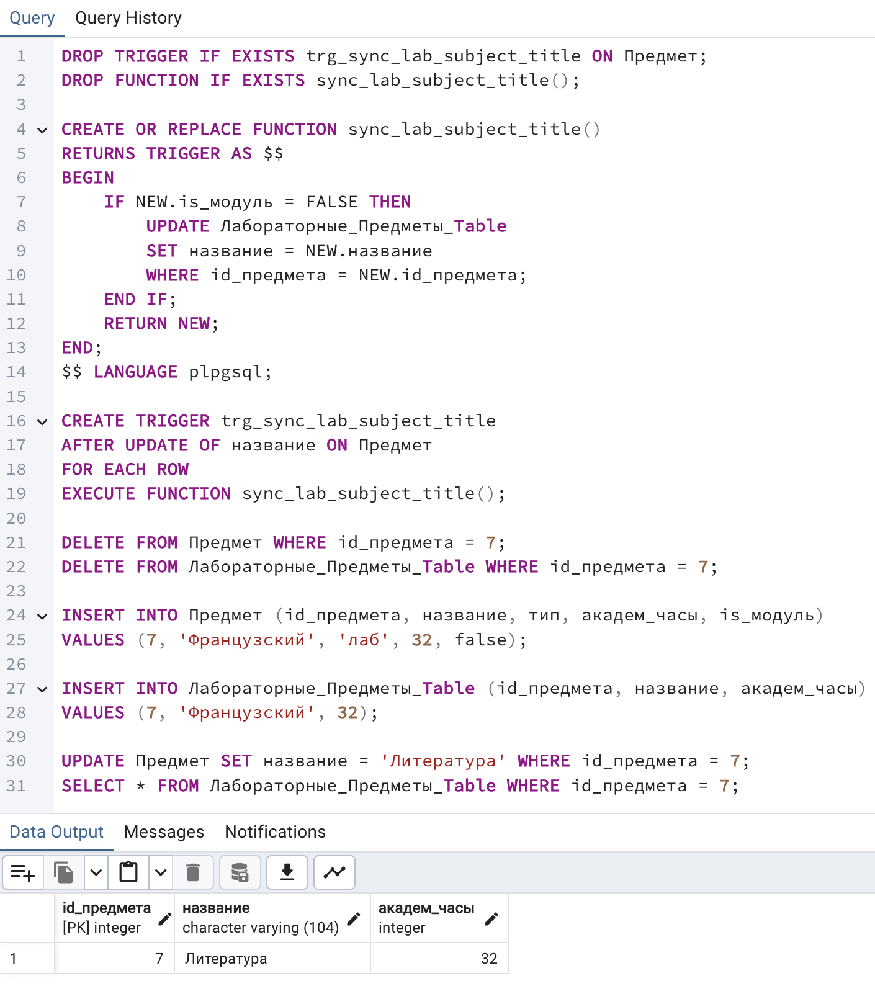 Query Query History
1 DROP TRIGGER IF EXISTS trg_sync_lab_subject_title ON Предмет;
2 DROP FUNCTION IF EXISTS sync_lab_subject_title();
3
4 CREATE OR REPLACE FUNCTION sync_lab_subject_title()
5 RETURNS TRIGGER AS $$
6 BEGIN
7     IF NEW.is_модуль = FALSE THEN
8         UPDATE Лабораторные_Предметы_Table
9         SET название = NEW.название
10         WHERE id_предмета = NEW.id_предмета;
11     END IF;
12     RETURN NEW;
13 END;
14 $$ LANGUAGE plpgsql;
15
16 CREATE TRIGGER trg_sync_lab_subject_title
17 AFTER UPDATE OF название ON Предмет
18 FOR EACH ROW
19 EXECUTE FUNCTION sync_lab_subject_title();
20
21 DELETE FROM Предмет WHERE id_предмета = 7;
22 DELETE FROM Лабораторные_Предметы_Table WHERE id_предмета = 7;
23
24 INSERT INTO Предмет (id_предмета, название, тип, академ_часы, is_модуль)
25 VALUES (7, 'Французский', 'лаб', 32, false);
26
27 INSERT INTO Лабораторные_Предметы_Table (id_предмета, название, академ_часы)
28 VALUES (7, 'Французский', 32);
29
30 UPDATE Предмет SET название = 'Литература' WHERE id_предмета = 7;
31 SELECT * FROM Лабораторные_Предметы_Table WHERE id_предмета = 7;
Data Output Messages Notifications
id_предмета название академ_часы
[PK] integer character varying (104) integer
1 7 Литература 32